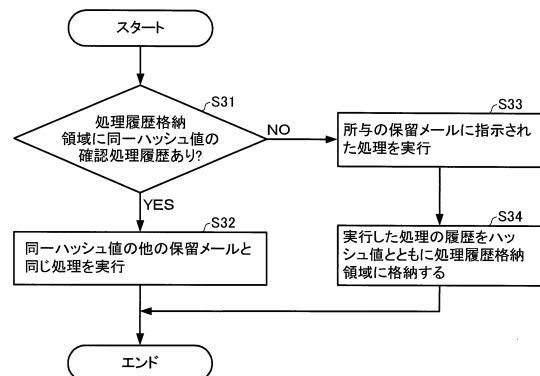 スタート
S31
処理履歴格納
領域に同一ハッシュ値の
確認処理履歴あり?
NO
YES
S33
所与の保留メールに指示され
た処理を実行
S32
同一ハッシュ値の他の保留メールと
同じ処理を実行
S34
実行した処理の履歴をハッ
シュ値とともに処理履歴格納
領域に格納する
エンド